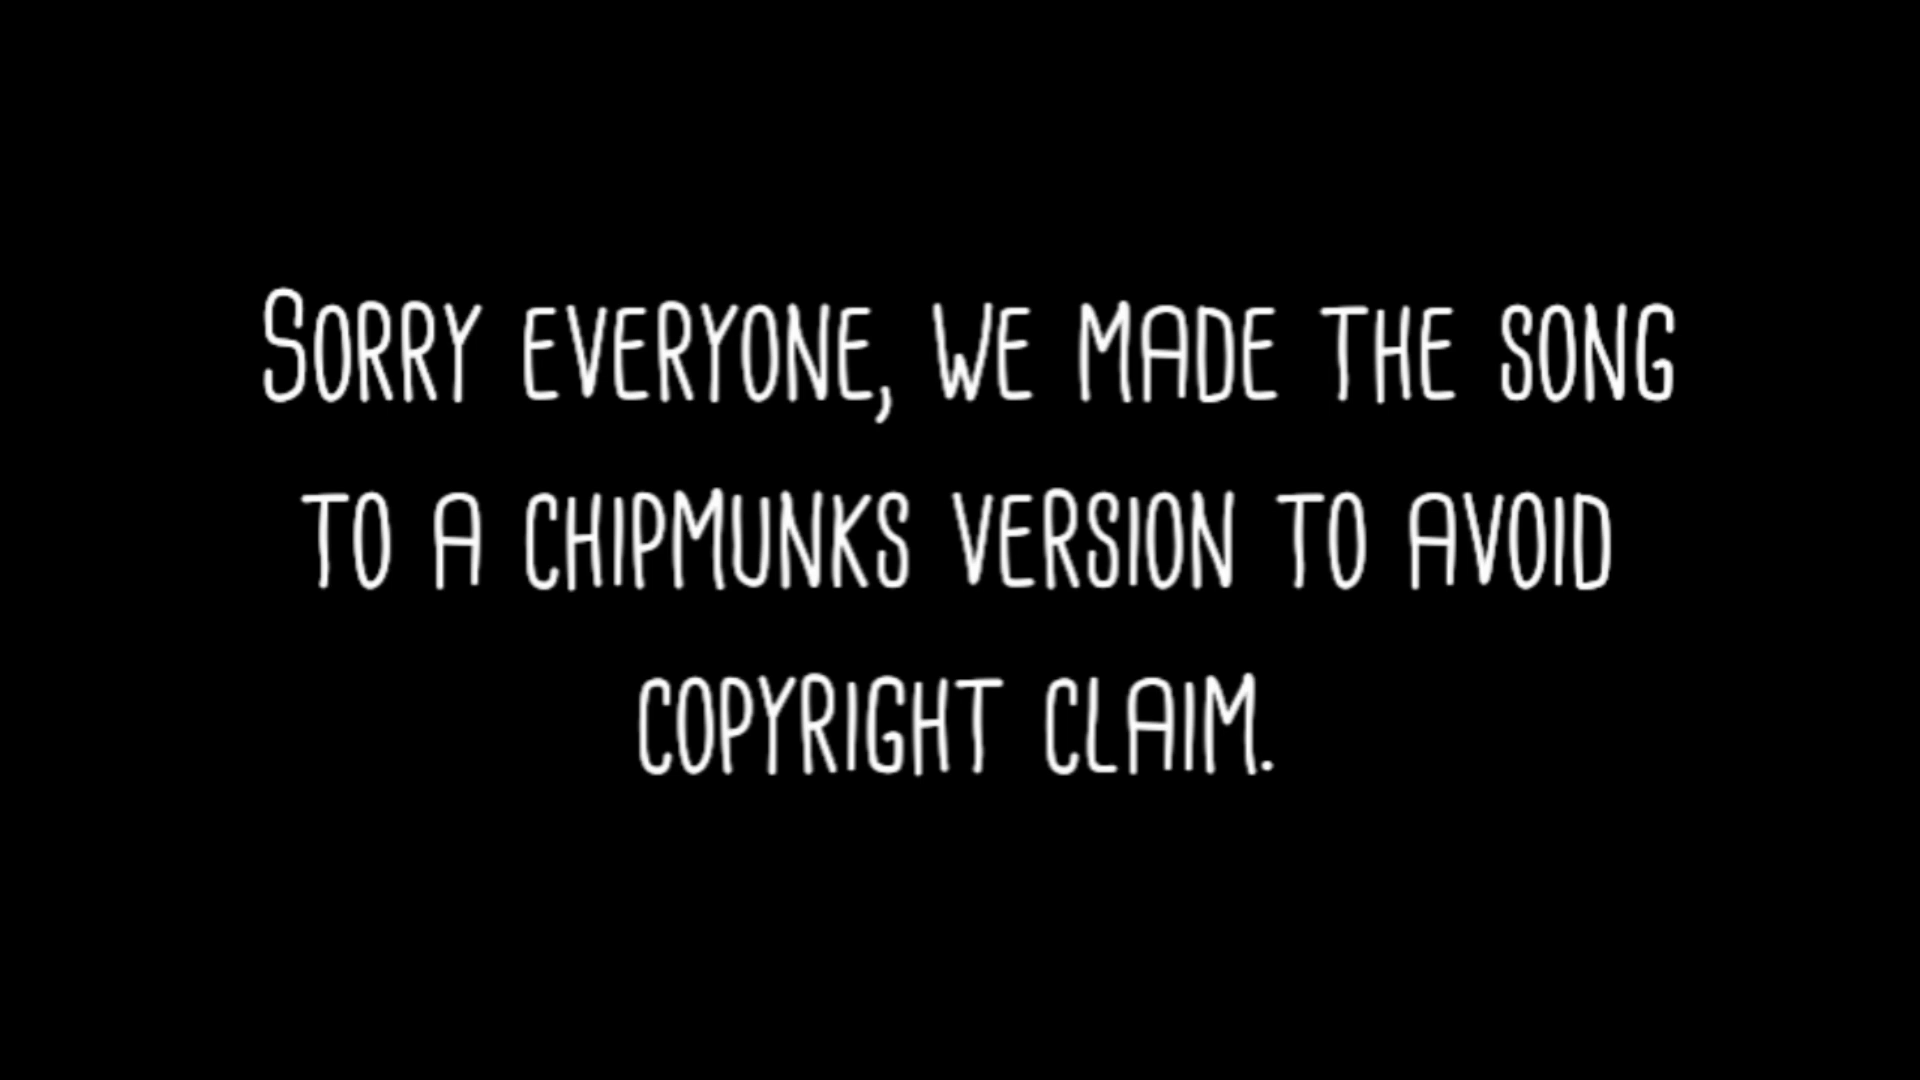 Sorry everyone, we made the song
to a chipmunks version to avoid
copyright claim.